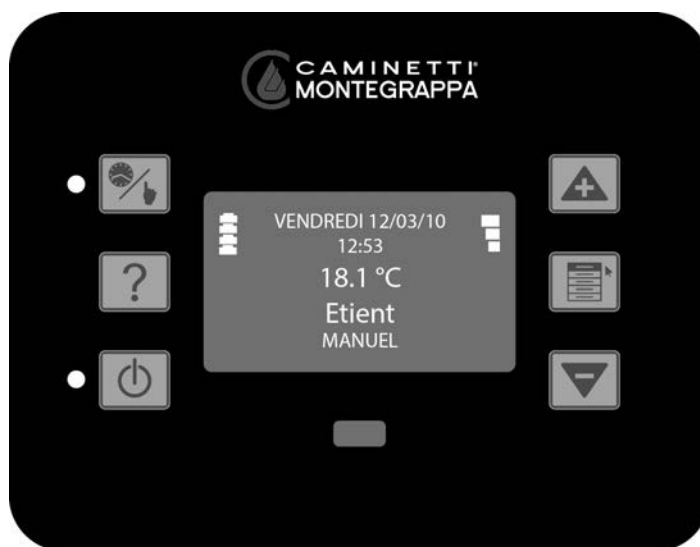 CAMINETTI®
MONTEGRAPPA
VENDREDI 12/03/10
12:53
18.1 °C
Etient
MANUEL
?
+
-